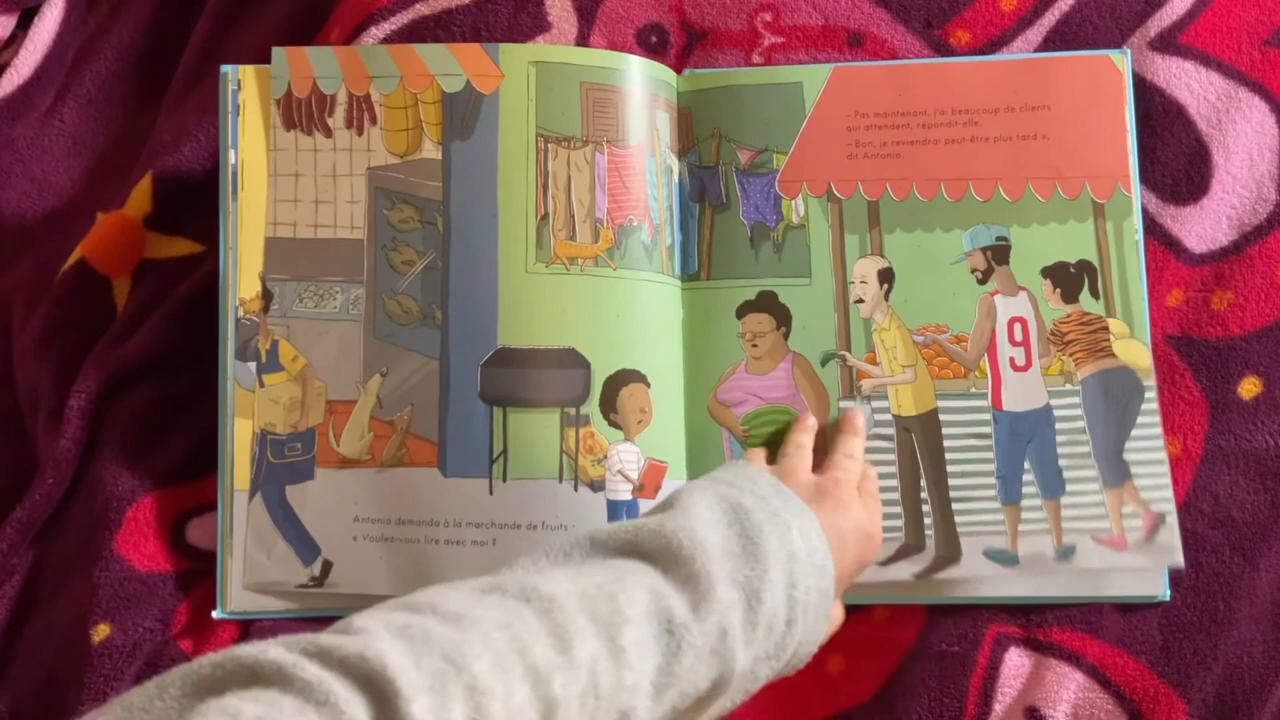 Antonio demanda à la marchande de fruits :
« Voulez-vous lire avec moi ?
– Pas maintenant, j'ai beaucoup de clients
qui attendent, répondit-elle.
– Bon, je reviendrai peut-être plus tard »,
dit Antonio.
9